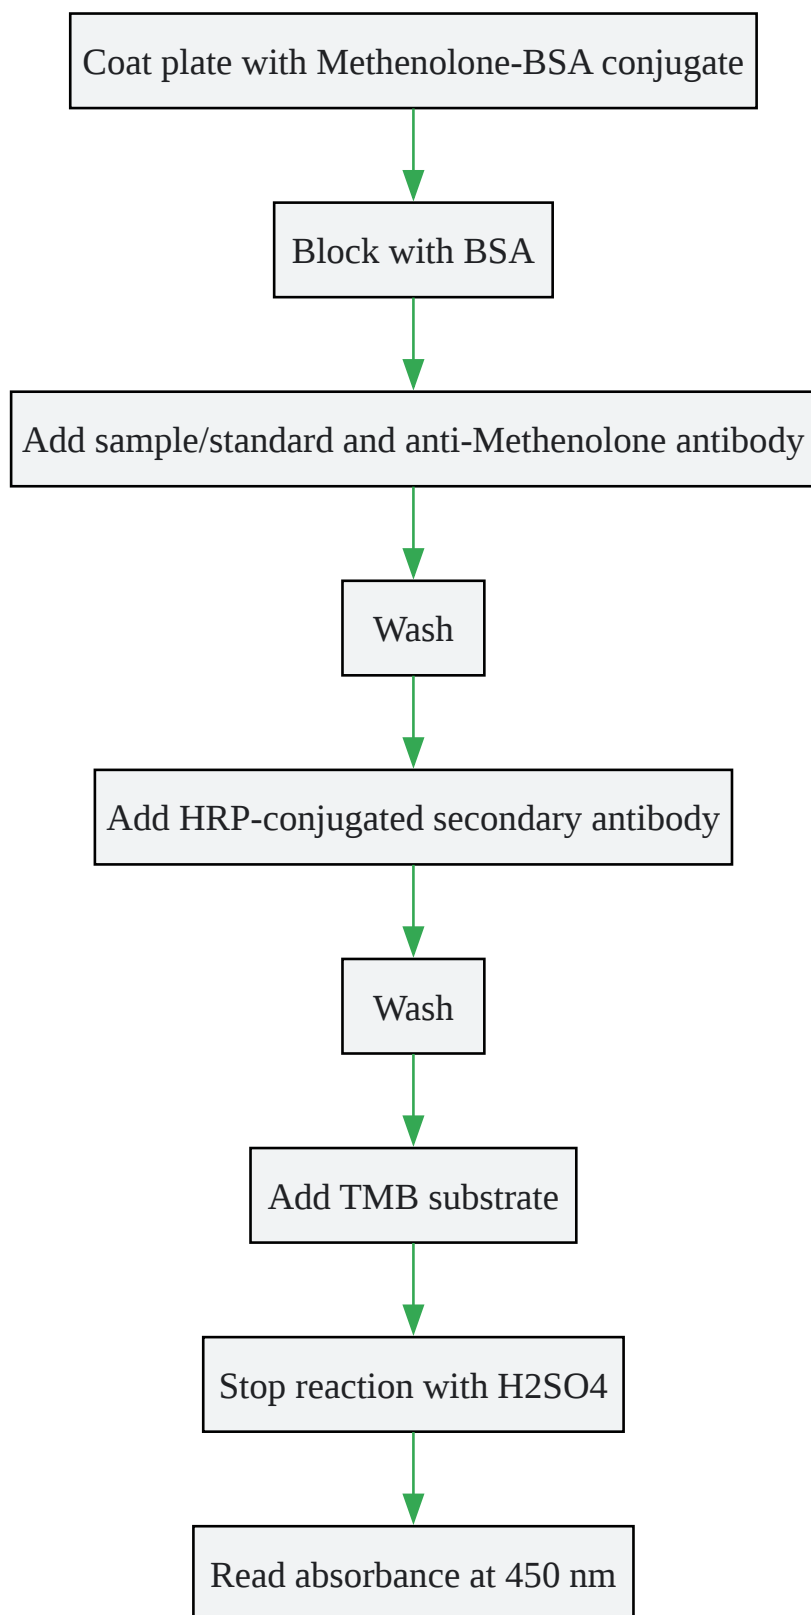 Coat plate with Methenolone-BSA conjugate
Block with BSA
Add sample/standard and anti-Methenolone antibody
Wash
Add HRP-conjugated secondary antibody
Wash
Add TMB substrate
Stop reaction with H2SO4
Read absorbance at 450 nm